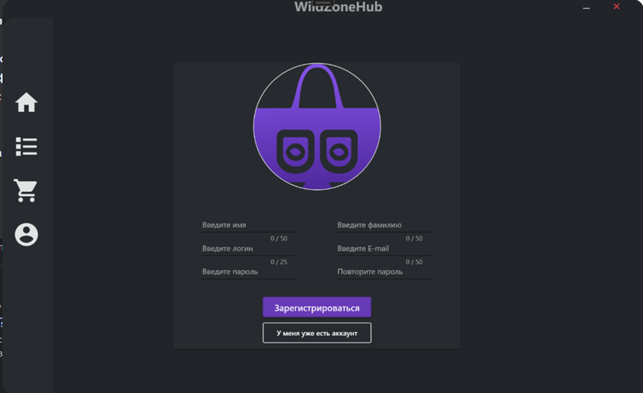 WildZoneHub
Введите имя
Введите фамилию
0 / 50
0 / 50
Введите логин
Введите E-mail
0 / 25
0 / 50
Введите пароль
Повторите пароль
Зарегистрироваться
У меня уже есть аккаунт